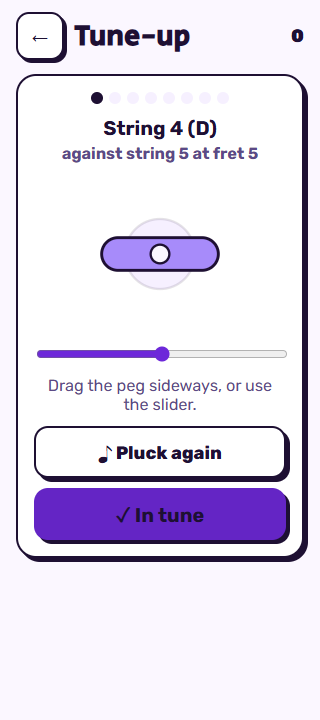 ← Tune-up 0
String 4 (D)
against string 5 at fret 5
Drag the peg sideways, or use
the slider.
🎵 Pluck again
✓ In tune